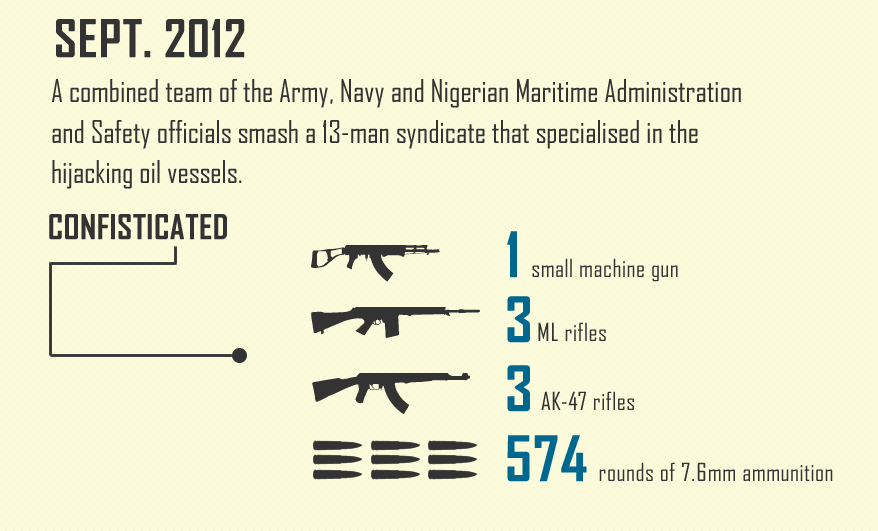 SEPT. 2012
A combined team of the Army, Navy and Nigerian Maritime Administration
and Safety officials smash a 13-man syndicate that specialised in the
hijacking oil vessels.
CONFISTICATED
1 small machine gun
3 ML rifles
3 AK-47 rifles
574 rounds of 7.6mm ammunition